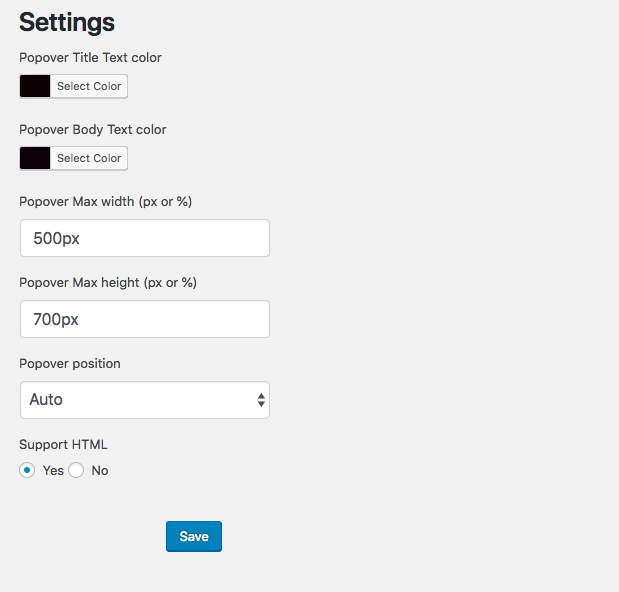 Settings
Popover Title Text color
Select Color
Popover Body Text color
Select Color
Popover Max width (px or %)
500px
Popover Max height (px or %)
700px
Popover position
Auto
Support HTML
Yes No
Save